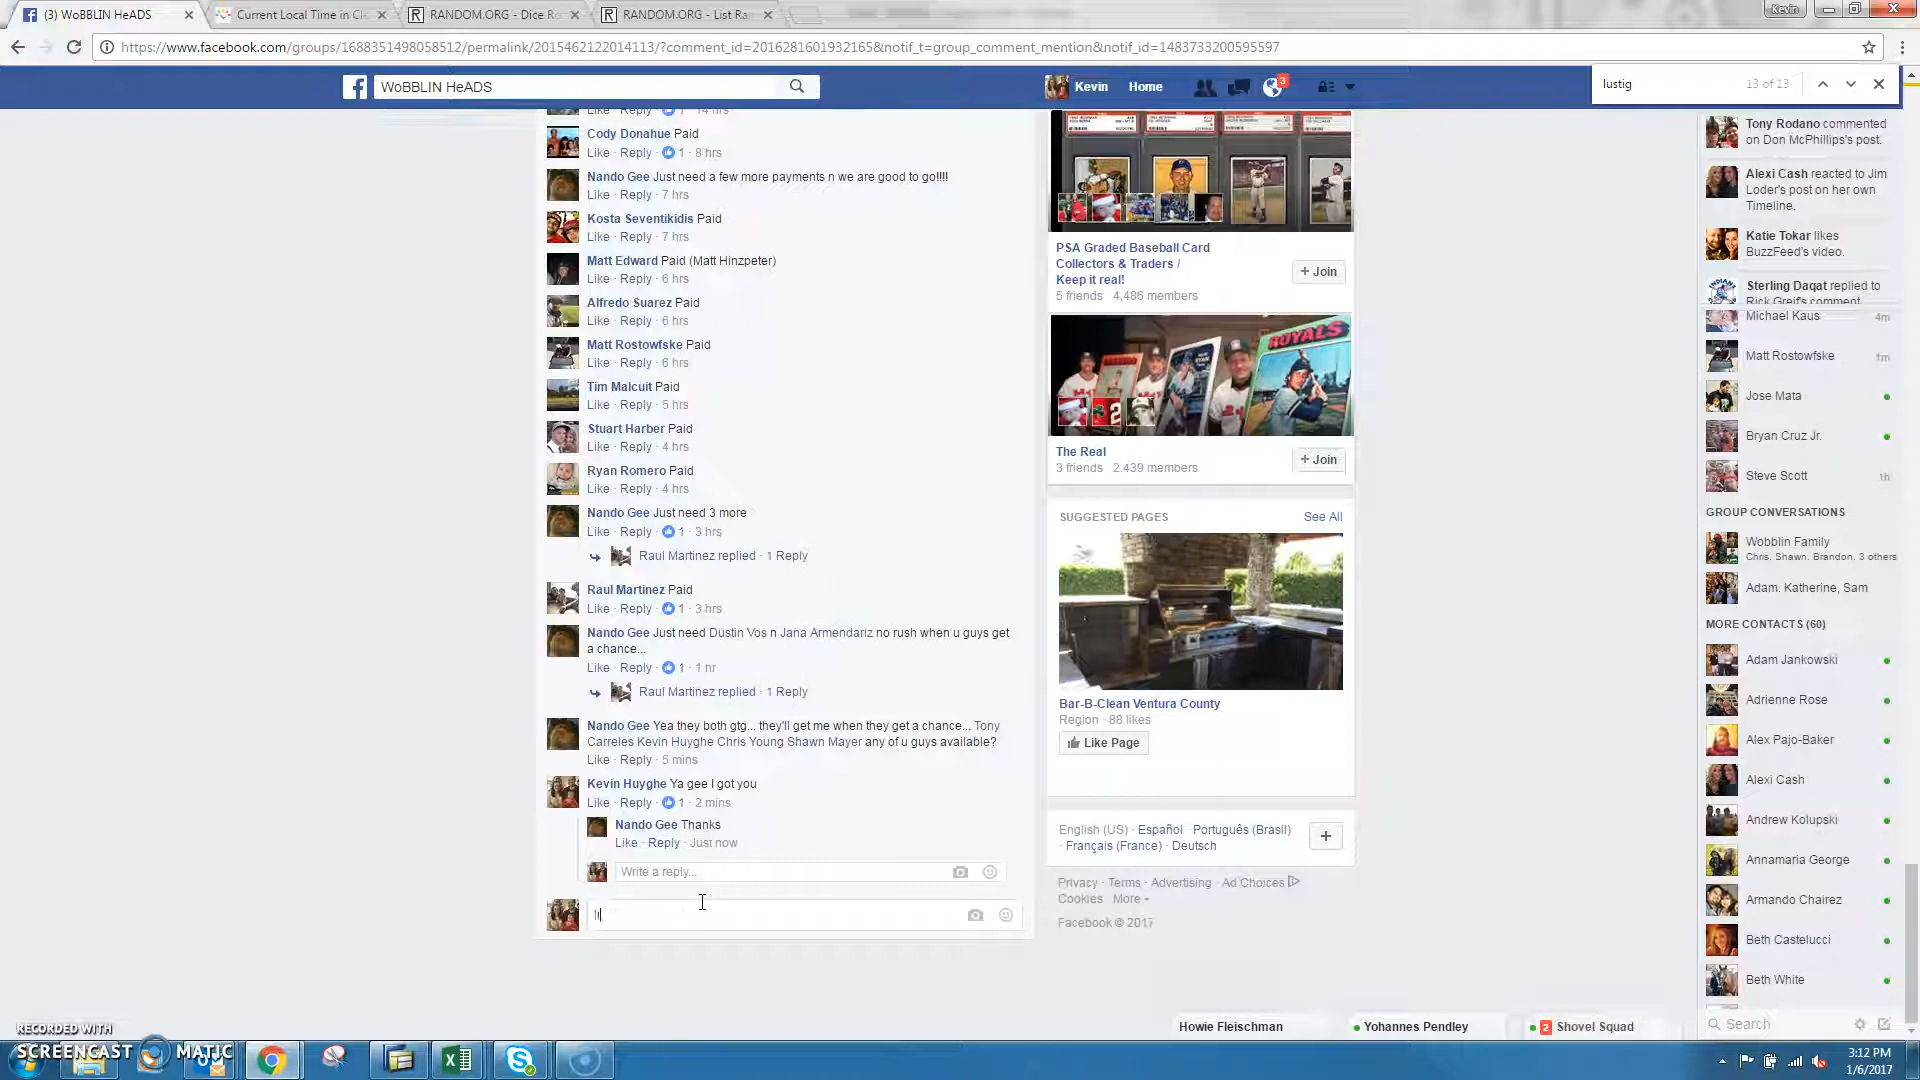 (3) WoBBLIN HeADS
Current Local Time in Cl
RANDOM.ORG - Dice Ro
RANDOM.ORG - List Ra
Kevin
https://www.facebook.com/groups/1688351498058512/permalink/2015462122014113/?comment_id=2016281601932165&notif_t=group_comment_mention&notif_id=1483733200595597
WoBBLIN HeADS
Kevin
Home
3
lustig
13 of 13
Like · Reply · 1 · 14 hrs
Cody Donahue Paid
Like · Reply · 1 · 8 hrs
Nando Gee Just need a few more payments n we are good to go!!!!
Like · Reply · 7 hrs
Kosta Seventikidis Paid
Like · Reply · 7 hrs
Matt Edward Paid (Matt Hinzpeter)
Like · Reply · 6 hrs
Alfredo Suarez Paid
Like · Reply · 6 hrs
Matt Rostowfske Paid
Like · Reply · 6 hrs
Tim Malcuit Paid
Like · Reply · 5 hrs
Stuart Harber Paid
Like · Reply · 4 hrs
Ryan Romero Paid
Like · Reply · 4 hrs
Nando Gee Just need 3 more
Like · Reply · 1 · 3 hrs
Raul Martinez replied · 1 Reply
Raul Martinez Paid
Like · Reply · 1 · 3 hrs
Nando Gee Just need Dustin Vos n Jana Armendariz no rush when u guys get
a chance...
Like · Reply · 1 · 1 hr
Raul Martinez replied · 1 Reply
Nando Gee Yea they both gtg... they'll get me when they get a chance... Tony
Carreles Kevin Huyghe Chris Young Shawn Mayer any of u guys available?
Like · Reply · 5 mins
Kevin Huyghe Ya gee I got you
Like · Reply · 1 · 2 mins
Nando Gee Thanks
Like · Reply · Just now
Write a reply...
PSA Graded Baseball Card
Collectors & Traders /
Keep it real!
5 friends 4,486 members
+ Join
ROYALS
The Real
3 friends 2,439 members
+ Join
SUGGESTED PAGES
See All
Bar-B-Clean Ventura County
Region · 88 likes
Like Page
English (US) · Español · Português (Brasil)
· Français (France) · Deutsch
+
Privacy · Terms · Advertising · Ad Choices
Cookies · More
Facebook © 2017
Tony Rodano commented
on Don McPhillips's post.
Alexi Cash reacted to Jim
Loder's post on her own
Timeline.
Katie Tokar likes
BuzzFeed's video.
Sterling Daqat replied to
Rick Greif's comment
Michael Kaus 4m
Matt Rostowfske 1m
Jose Mata
Bryan Cruz Jr.
Steve Scott 1h
GROUP CONVERSATIONS
Wobblin Family
Chris, Shawn, Brandon, 3 others
Adam, Katherine, Sam
MORE CONTACTS (60)
Adam Jankowski
Adrienne Rose
Alex Pajo-Baker
Alexi Cash
Andrew Kolupski
Annamaria George
Armando Chairez
Beth Castelucci
Beth White
Search
Howie Fleischman
Yohannes Pendley
2 Shovel Squad
RECORDED WITH
SCREENCAST MATIC
3:12 PM
1/6/2017